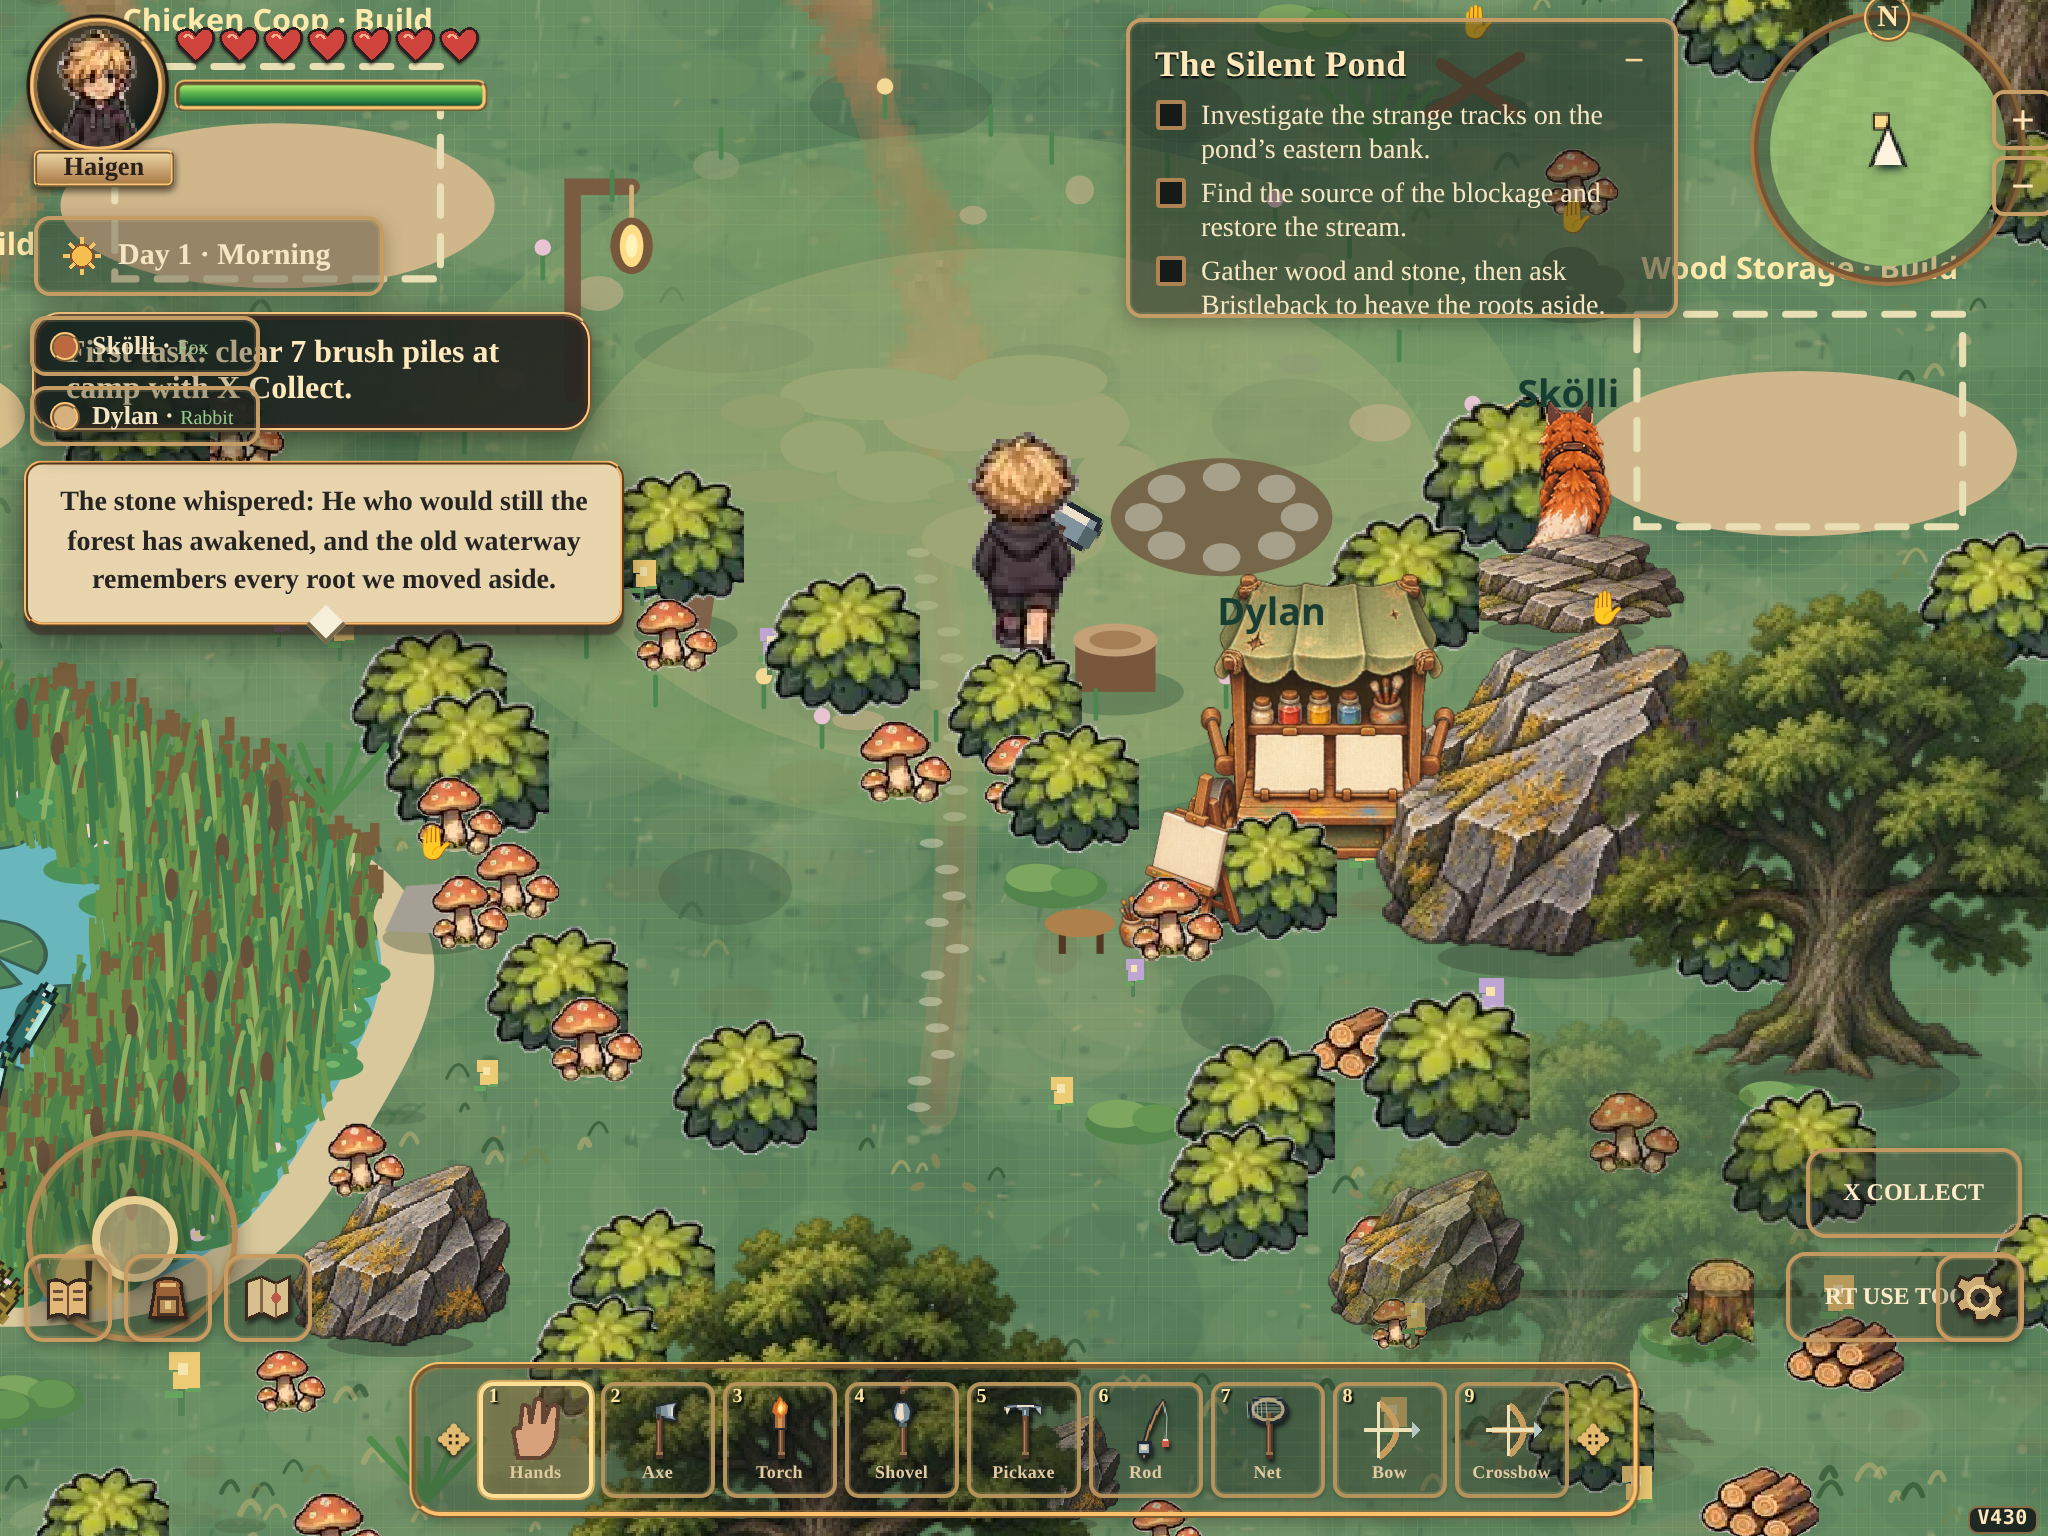 Chicken Coop · Build
Haigen
Day 1 · Morning
ild
First task: clear 7 brush piles at
camp with X Collect.
Skölli · Fox
Dylan · Rabbit
The stone whispered: He who would still the
forest has awakened, and the old waterway
remembers every root we moved aside.
The Silent Pond
−
Investigate the strange tracks on the
pond’s eastern bank.
Find the source of the blockage and
restore the stream.
Gather wood and stone, then ask
Bristleback to heave the roots aside.
N
+
−
Wood Storage · Build
Skölli
Dylan
X COLLECT
RT USE TOO
1 Hands
2 Axe
3 Torch
4 Shovel
5 Pickaxe
6 Rod
7 Net
8 Bow
9 Crossbow
V430